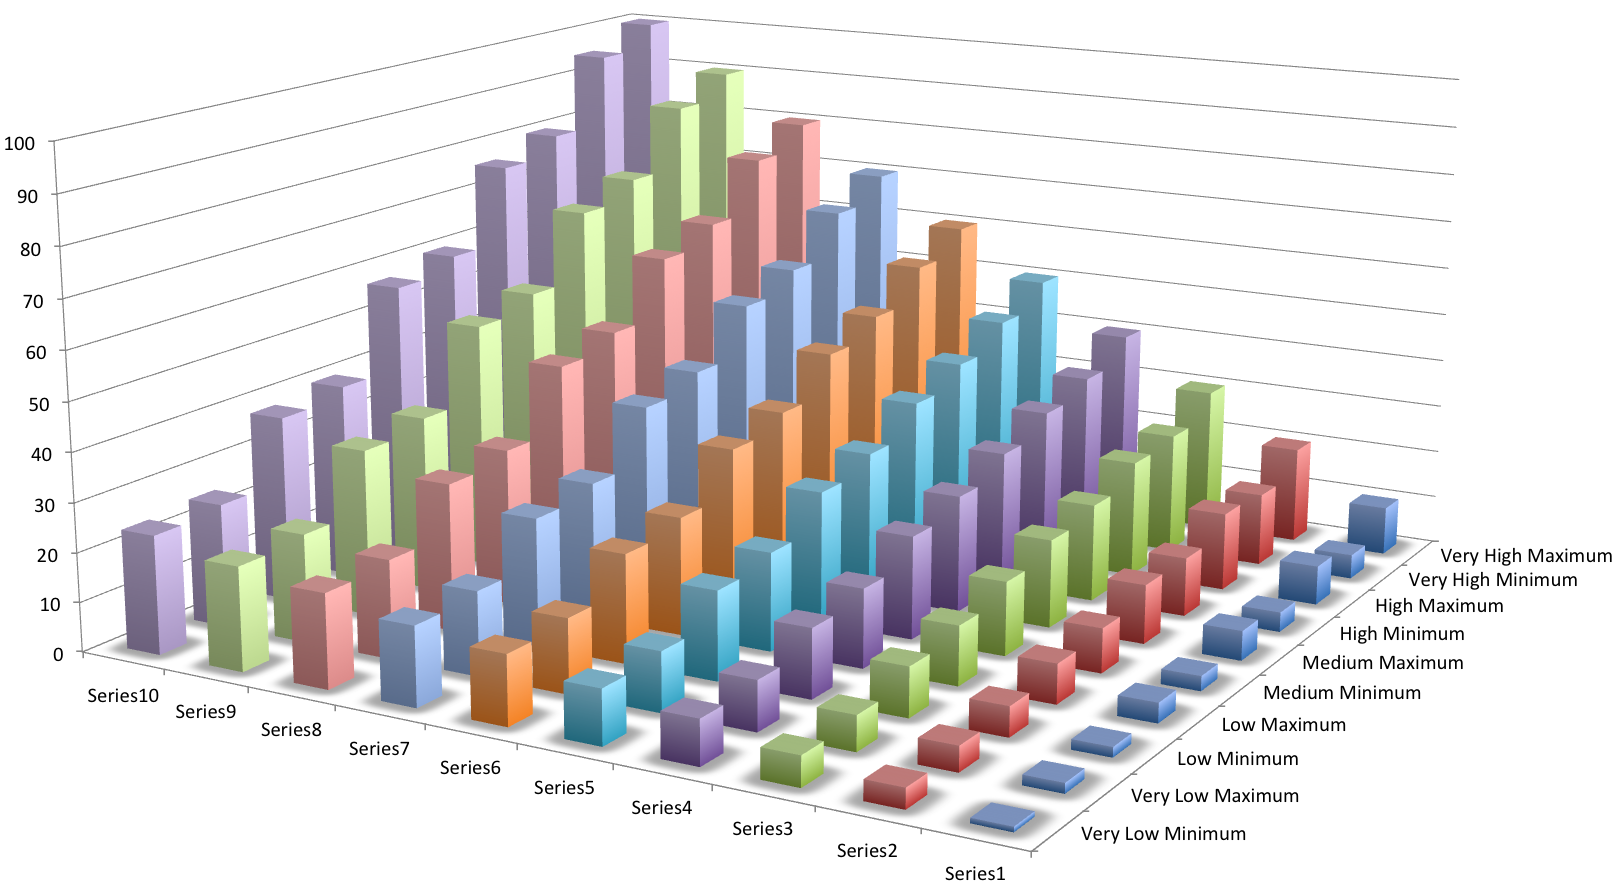 100
90
80
70
60
50
40
30
20
10
0
Series10
Series9
Series8
Series7
Series6
Series5
Series4
Series3
Series2
Series1
Very High Maximum
Very High Minimum
High Maximum
High Minimum
Medium Maximum
Medium Minimum
Low Maximum
Low Minimum
Very Low Maximum
Very Low Minimum